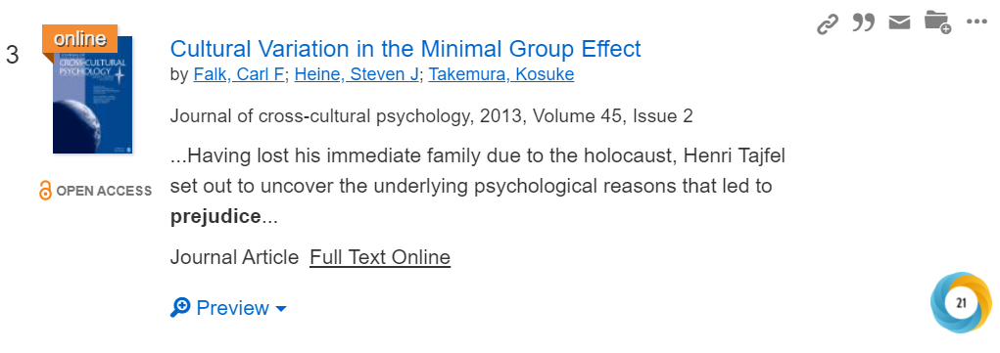 3
online
CROSS-CULTURAL
PSYCHOLOGY
OPEN ACCESS
Cultural Variation in the Minimal Group Effect
by Falk, Carl F; Heine, Steven J; Takemura, Kosuke
Journal of cross-cultural psychology, 2013, Volume 45, Issue 2
...Having lost his immediate family due to the holocaust, Henri Tajfel
set out to uncover the underlying psychological reasons that led to
prejudice...
Journal Article Full Text Online
Preview
21